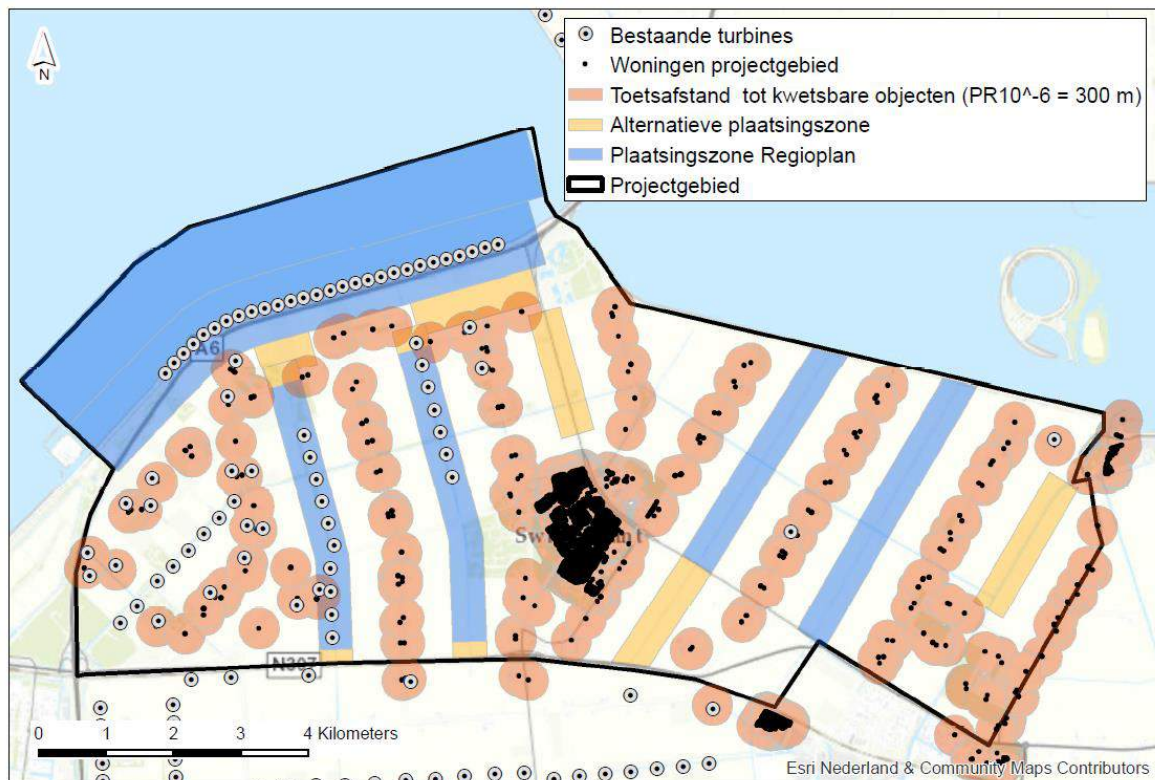 N
Bestaande turbines
Woningen projectgebied
Toetsafstand tot kwetsbare objecten (PR10^-6 = 300 m)
Alternatieve plaatsingszone
Plaatsingszone Regioplan
Projectgebied
A6
N307
0 1 2 3 4 Kilometers
Esri Nederland & Community Maps Contributors